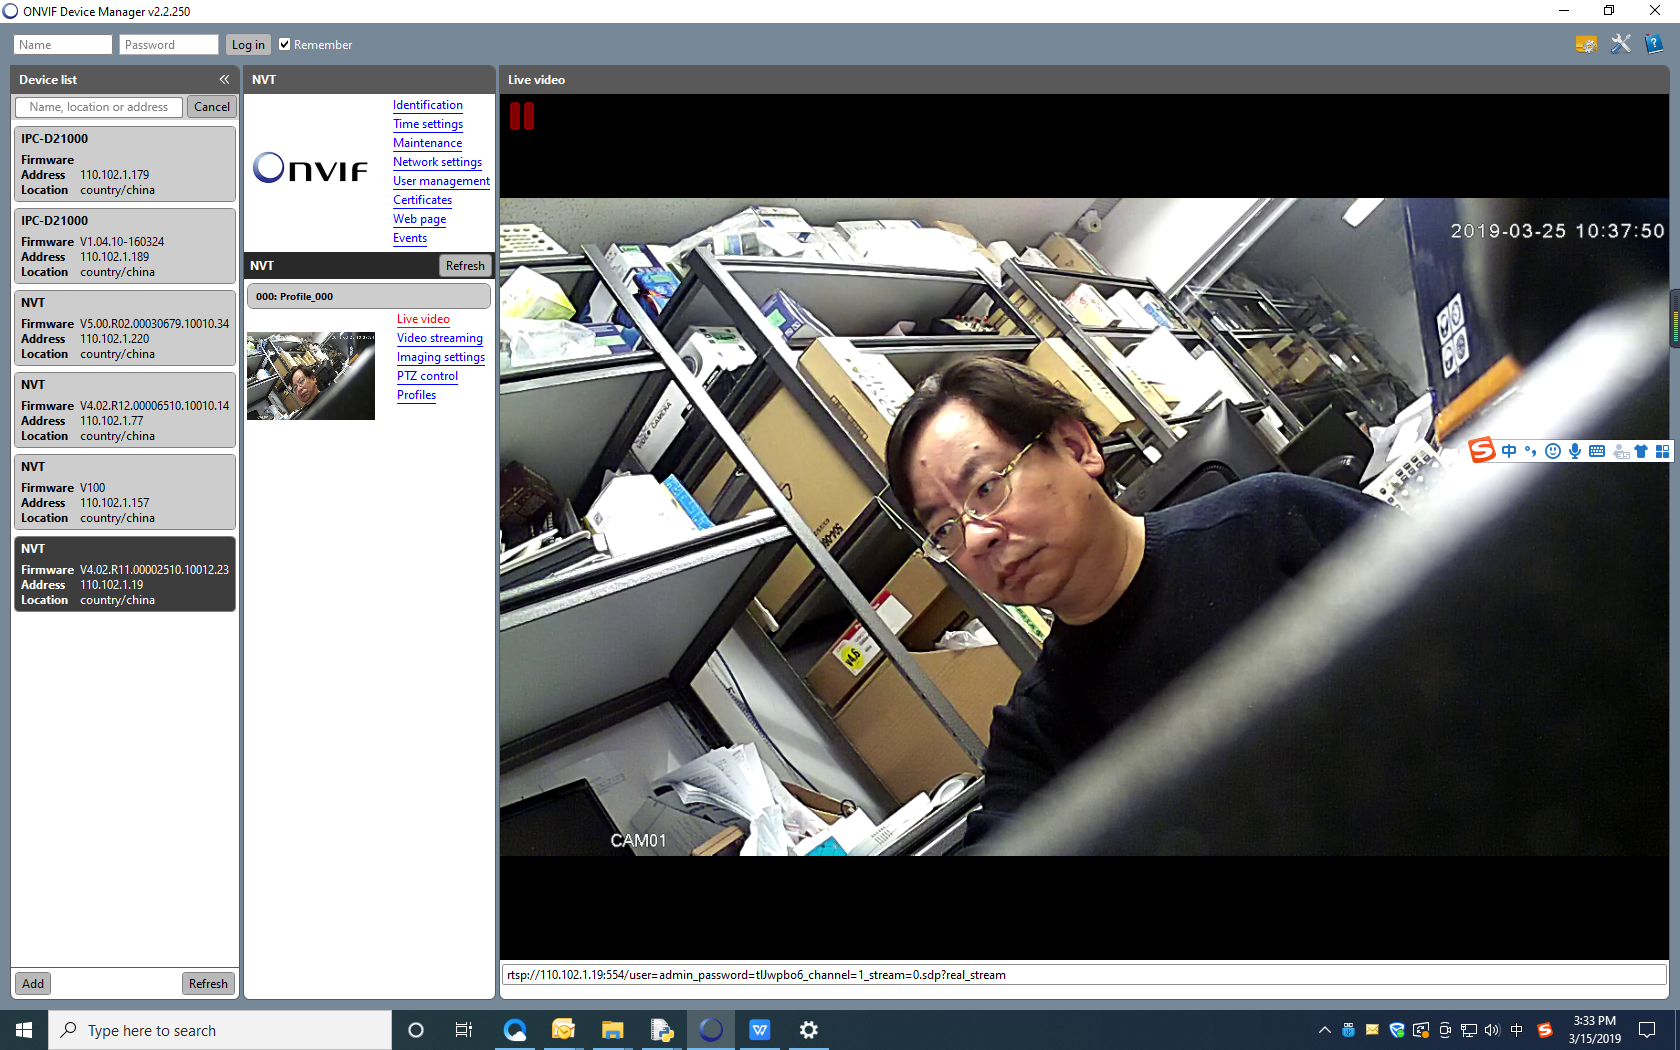 ONVIF Device Manager v2.2.250
Name
Password
Log in
Remember
Device list
Name, location or address
Cancel
IPC-D21000
Firmware
Address 110.102.1.179
Location country/china
IPC-D21000
Firmware V1.04.10-160324
Address 110.102.1.189
Location country/china
NVT
Firmware V5.00.R02.00030679.10010.34
Address 110.102.1.220
Location country/china
NVT
Firmware V4.02.R12.00006510.10010.14
Address 110.102.1.77
Location country/china
NVT
Firmware V100
Address 110.102.1.157
Location country/china
NVT
Firmware V4.02.R11.00002510.10012.23
Address 110.102.1.19
Location country/china
Add
Refresh
NVT
ONVIF
Identification
Time settings
Maintenance
Network settings
User management
Certificates
Web page
Events
NVT
Refresh
000: Profile_000
Live video
Video streaming
Imaging settings
PTZ control
Profiles
Live video
2019-03-25 10:37:50
VIDEO CAMERA
V4.6
CAM01
中
rtsp://110.102.1.19:554/user=admin_password=tlJwpbo6_channel=1_stream=0.sdp?real_stream
Type here to search
中
3:33 PM
3/15/2019